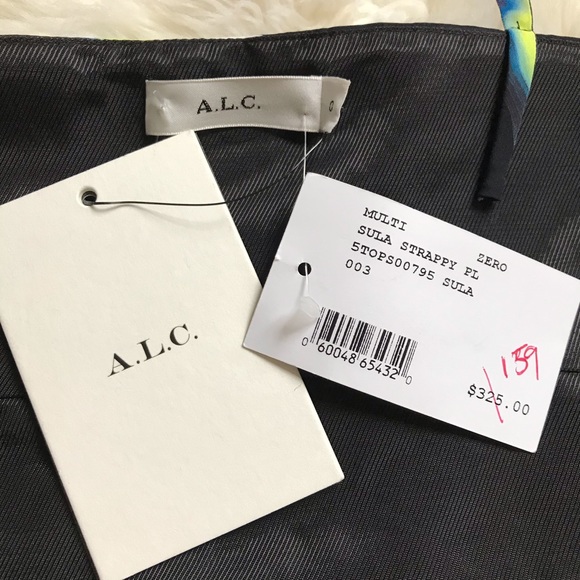 A.L.C.
0
A.L.C.
MULTI
ZERO
SULA STRAPPY PL
5TOPS00795 SULA
003
0 60048 65432 0
159
$325.00